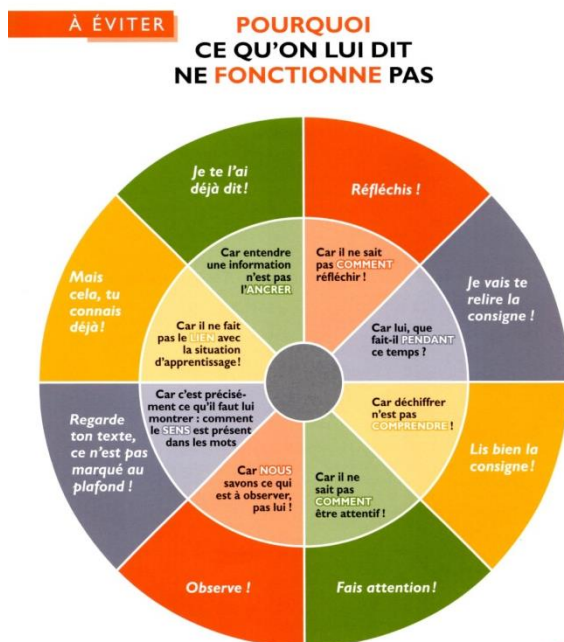 À ÉVITER
POURQUOI
CE QU'ON LUI DIT
NE FONCTIONNE PAS
Réfléchis !
Car il ne sait
pas COMMENT
réfléchir !
Je vais te
relire la
consigne !
Car lui, que
fait-il PENDANT
ce temps ?
Lis bien la
consigne !
Car déchiffrer
n'est pas
COMPRENDRE !
Fais attention !
Car il ne
sait pas
COMMENT
être attentif !
Observe !
Car NOUS
savons ce qui
est à observer,
pas lui !
Regarde
ton texte,
ce n'est pas
marqué au
plafond !
Car c'est précisé-
ment ce qu'il faut lui
montrer : comment
le SENS est présent
dans les mots
Mais
cela, tu
connais
déjà !
Car il ne fait
pas le LIEN avec
la situation
d'apprentissage !
Je te l'ai
déjà dit !
Car entendre
une information
n'est pas
l'ANCRER